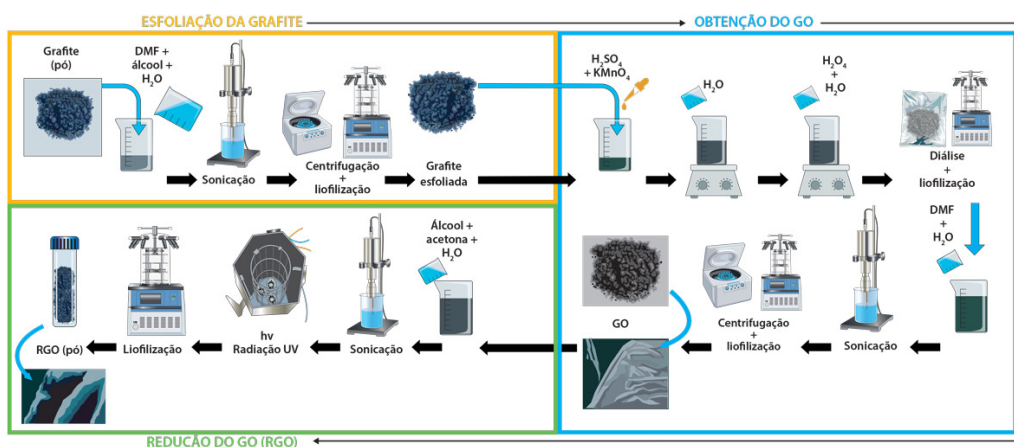 ESFOLIAÇÃO DA GRAFITE
OBTENÇÃO DO GO
Grafite
(pó)
DMF +
álcool +
H₂O
Sonicação
Centrifugação
+
liofilização
Grafite
esfoliada
H₂SO₄
+ KMnO₄
H₂O
H₂O₄
+
H₂O
Diálise
+
liofilização
DMF
+
H₂O
Sonicação
Centrifugação
+
liofilização
GO
Álcool +
acetona +
H₂O
Sonicação
hv
Radiação UV
Liofilização
RGO (pó)
REDUÇÃO DO GO (RGO)